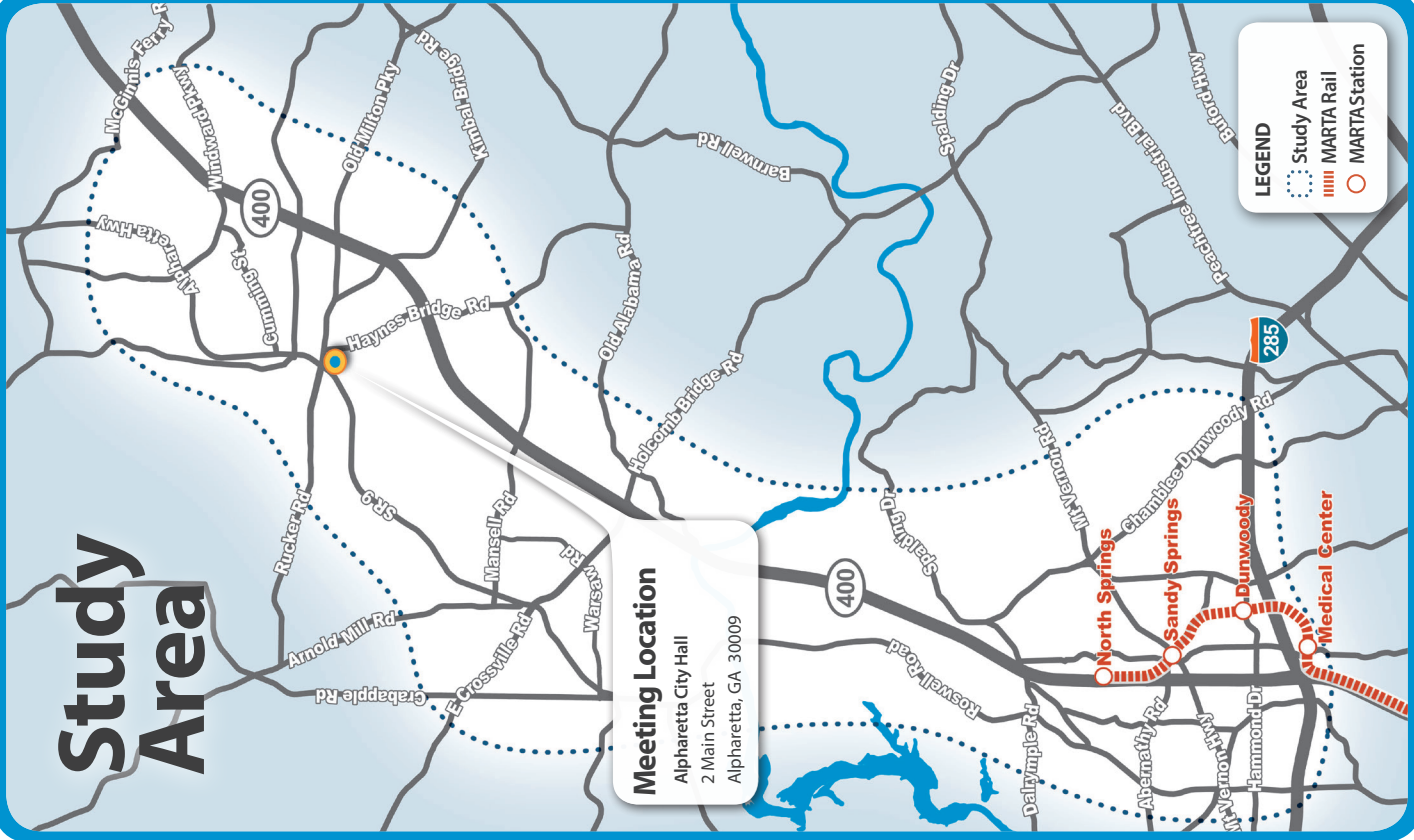 Study
Area
McGinnis Ferry R
Windward Pkwy
Old Milton Pky
Kimbal Bridge Rd
400
Alpharetta Hwy
Cumming St
Haynes Bridge Rd
Rucker Rd
SR 9
Mansell Rd
Warsaw Rd
Arnold Mill Rd
Crabapple Rd
E Crossville Rd
Old Alabama Rd
Holcomb Bridge Rd
Barnwell Rd
Meeting Location
Alpharetta City Hall
2 Main Street
Alpharetta, GA 30009
400
Spalding Dr
Spalding Dr
Roswell Road
Dalrymple Rd
Mt Vernon Rd
Chamblee-Dunwoody Rd
Peachtree Industrial Blvd
Buford Hwy
285
North Springs
Sandy Springs
Dunwoody
Medical Center
Abernathy Rd
Mt Vernon Hwy
Hammond Dr
LEGEND
Study Area
MARTA Rail
MARTA Station